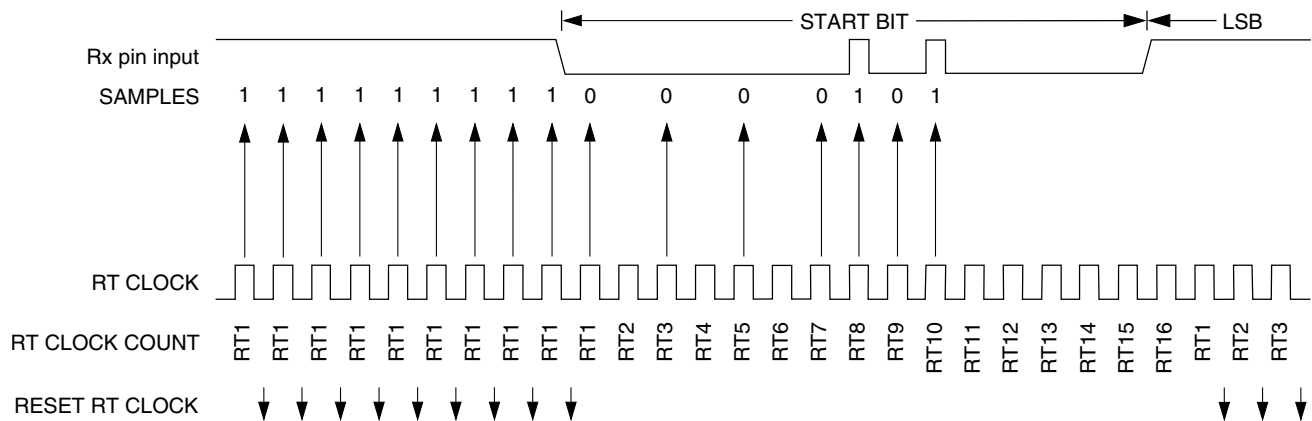 START BIT LSB
Rx pin input
SAMPLES 1 1 1 1 1 1 1 1 1 0 0 0 0 1 0 1
RT CLOCK
RT CLOCK COUNT RT1 RT1 RT1 RT1 RT1 RT1 RT1 RT1 RT1 RT1 RT2 RT3 RT4 RT5 RT6 RT7 RT8 RT9 RT10 RT11 RT12 RT13 RT14 RT15 RT16 RT1 RT2 RT3
RESET RT CLOCK